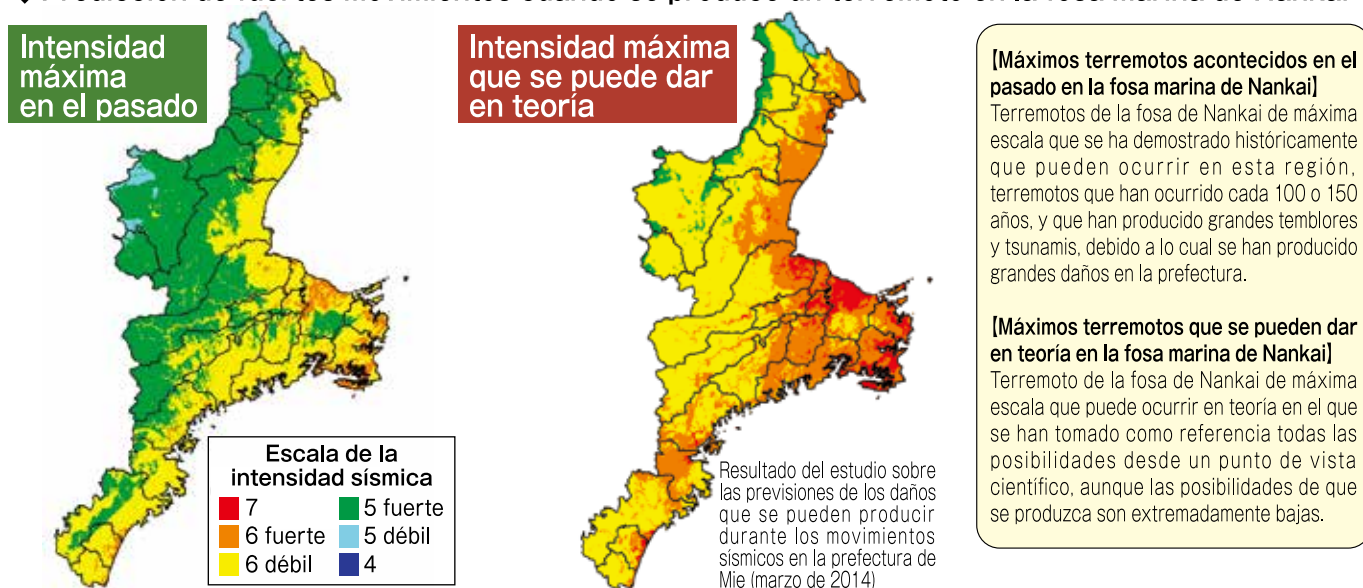 Intensidad
máxima
en el pasado
Intensidad máxima
que se puede dar
en teoría
Escala de la
intensidad sísmica
7
6 fuerte
6 débil
5 fuerte
5 débil
4
Resultado del estudio sobre
las previsiones de los daños
que se pueden producir
durante los movimientos
sísmicos en la prefectura de
Mie (marzo de 2014)
【Máximos terremotos acontecidos en el
pasado en la fosa marina de Nankai】
Terremotos de la fosa de Nankai de máxima
escala que se ha demostrado históricamente
que pueden ocurrir en esta región,
terremotos que han ocurrido cada 100 o 150
años, y que han producido grandes temblores
y tsunamis, debido a lo cual se han producido
grandes daños en la prefectura.
【Máximos terremotos que se pueden dar
en teoría en la fosa marina de Nankai】
Terremoto de la fosa de Nankai de máxima
escala que puede ocurrir en teoría en el que
se han tomado como referencia todas las
posibilidades desde un punto de vista
científico, aunque las posibilidades de que
se produzca son extremadamente bajas.